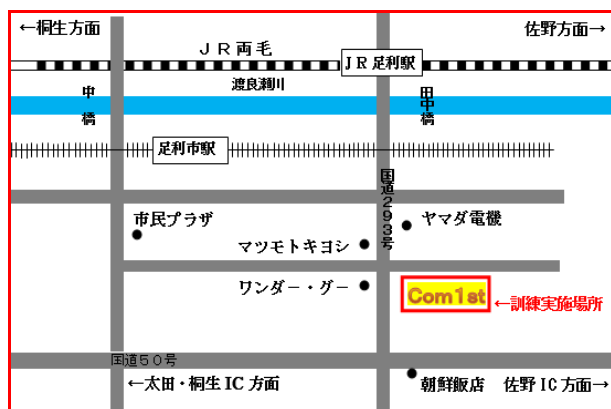 ←桐生方面
佐野方面→
ＪＲ両毛
ＪＲ足利駅
渡良瀬川
中橋
田中橋
足利市駅
国道２９３号
市民プラザ
ヤマダ電機
マツモトキヨシ
ワンダー・グー
Com1st
←訓練実施場所
国道５０号
←太田・桐生IC方面
朝鮮飯店
佐野IC方面→